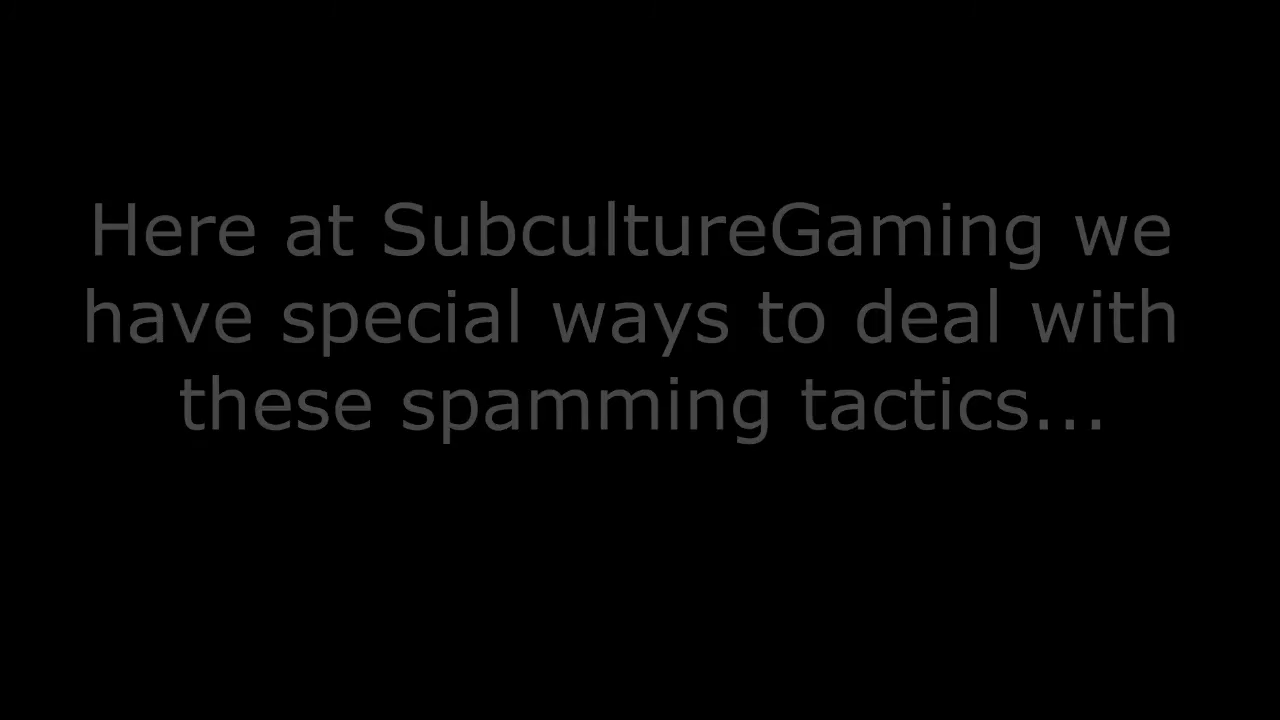 Here at SubcultureGaming we
have special ways to deal with
these spamming tactics...